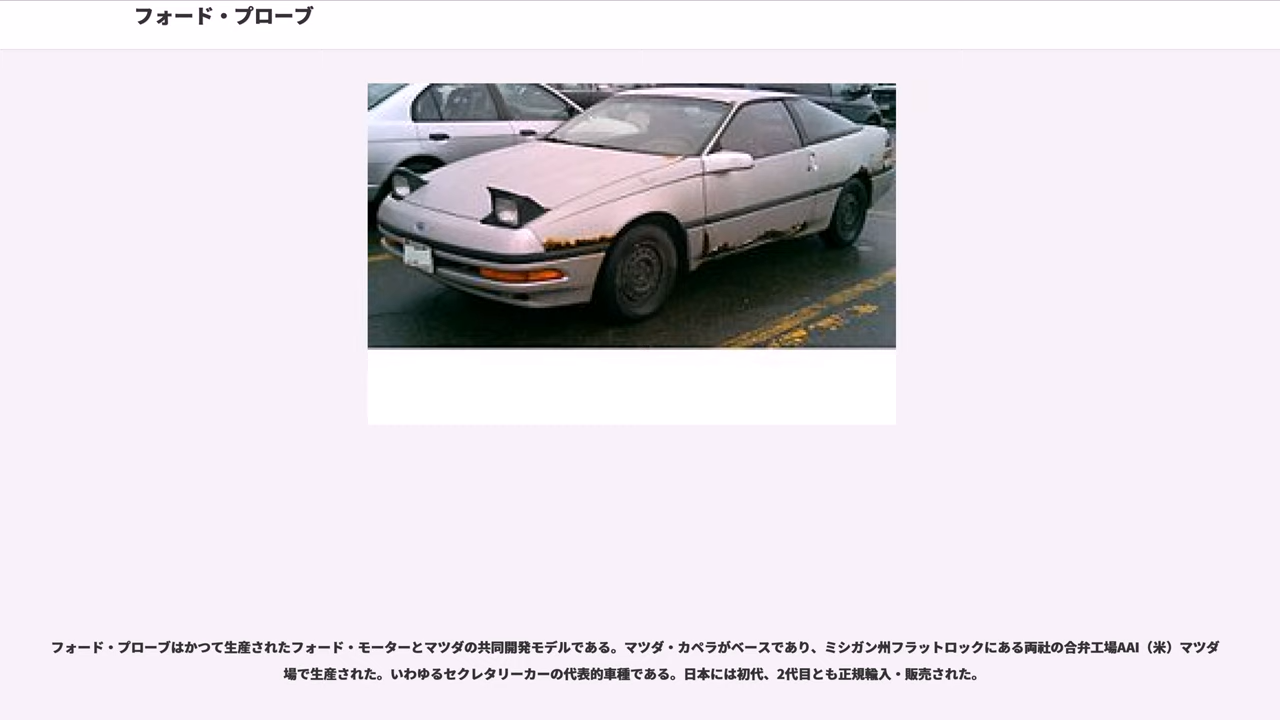 フォード・プローブ
フォード・プローブはかつて生産されたフォード・モーターとマツダの共同開発モデルである。マツダ・カペラがベースであり、ミシガン州フラットロックにある両社の合弁工場AAI（米）マツダ
場で生産された。いわゆるセクレタリーカーの代表的車種である。日本には初代、2代目とも正規輸入・販売された。